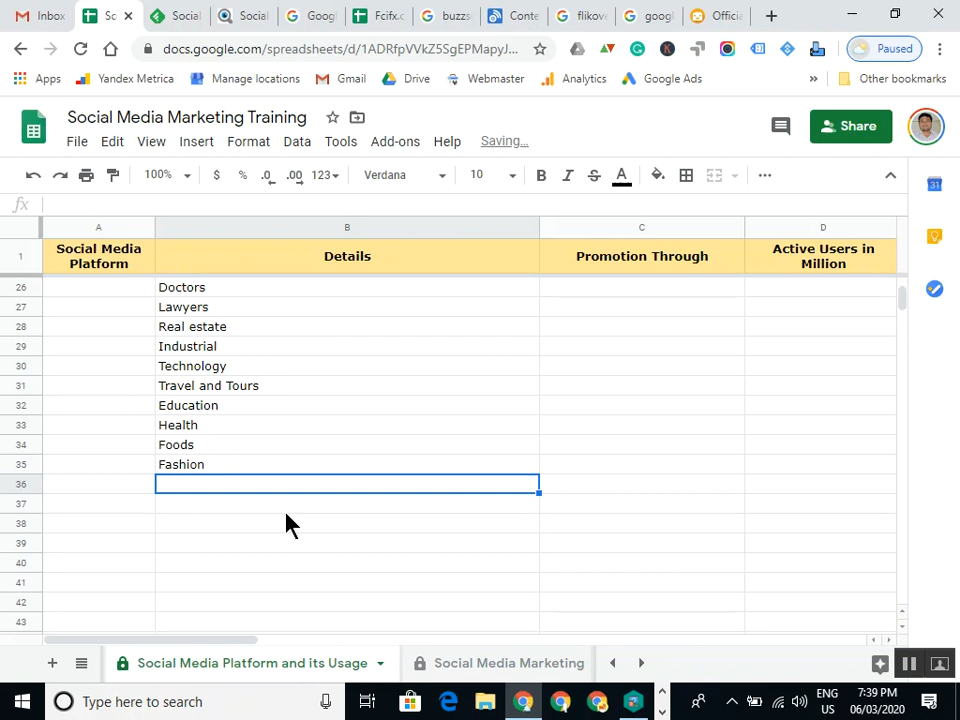 Inbox
So
Social
Social
Goog
Fcifx.c
buzzs
Conte
flikove
goog
Officia
docs.google.com/spreadsheets/d/1ADRfpVVkZ5SgEPMapyJ...
Paused
Apps
Yandex Metrica
Manage locations
Gmail
Drive
Webmaster
Analytics
Google Ads
»
Other bookmarks
Social Media Marketing Training
Share
File Edit View Insert Format Data Tools Add-ons Help Saving...
100% $ % .0 .00 123 Verdana 10 B I S A
fx
A B C D
1 Social Media Platform Details Promotion Through Active Users in Million
26 Doctors
27 Lawyers
28 Real estate
29 Industrial
30 Technology
31 Travel and Tours
32 Education
33 Health
34 Foods
35 Fashion
36
37
38
39
40
41
42
43
Social Media Platform and its Usage
Social Media Marketing
Type here to search
ENG
US
7:39 PM
06/03/2020